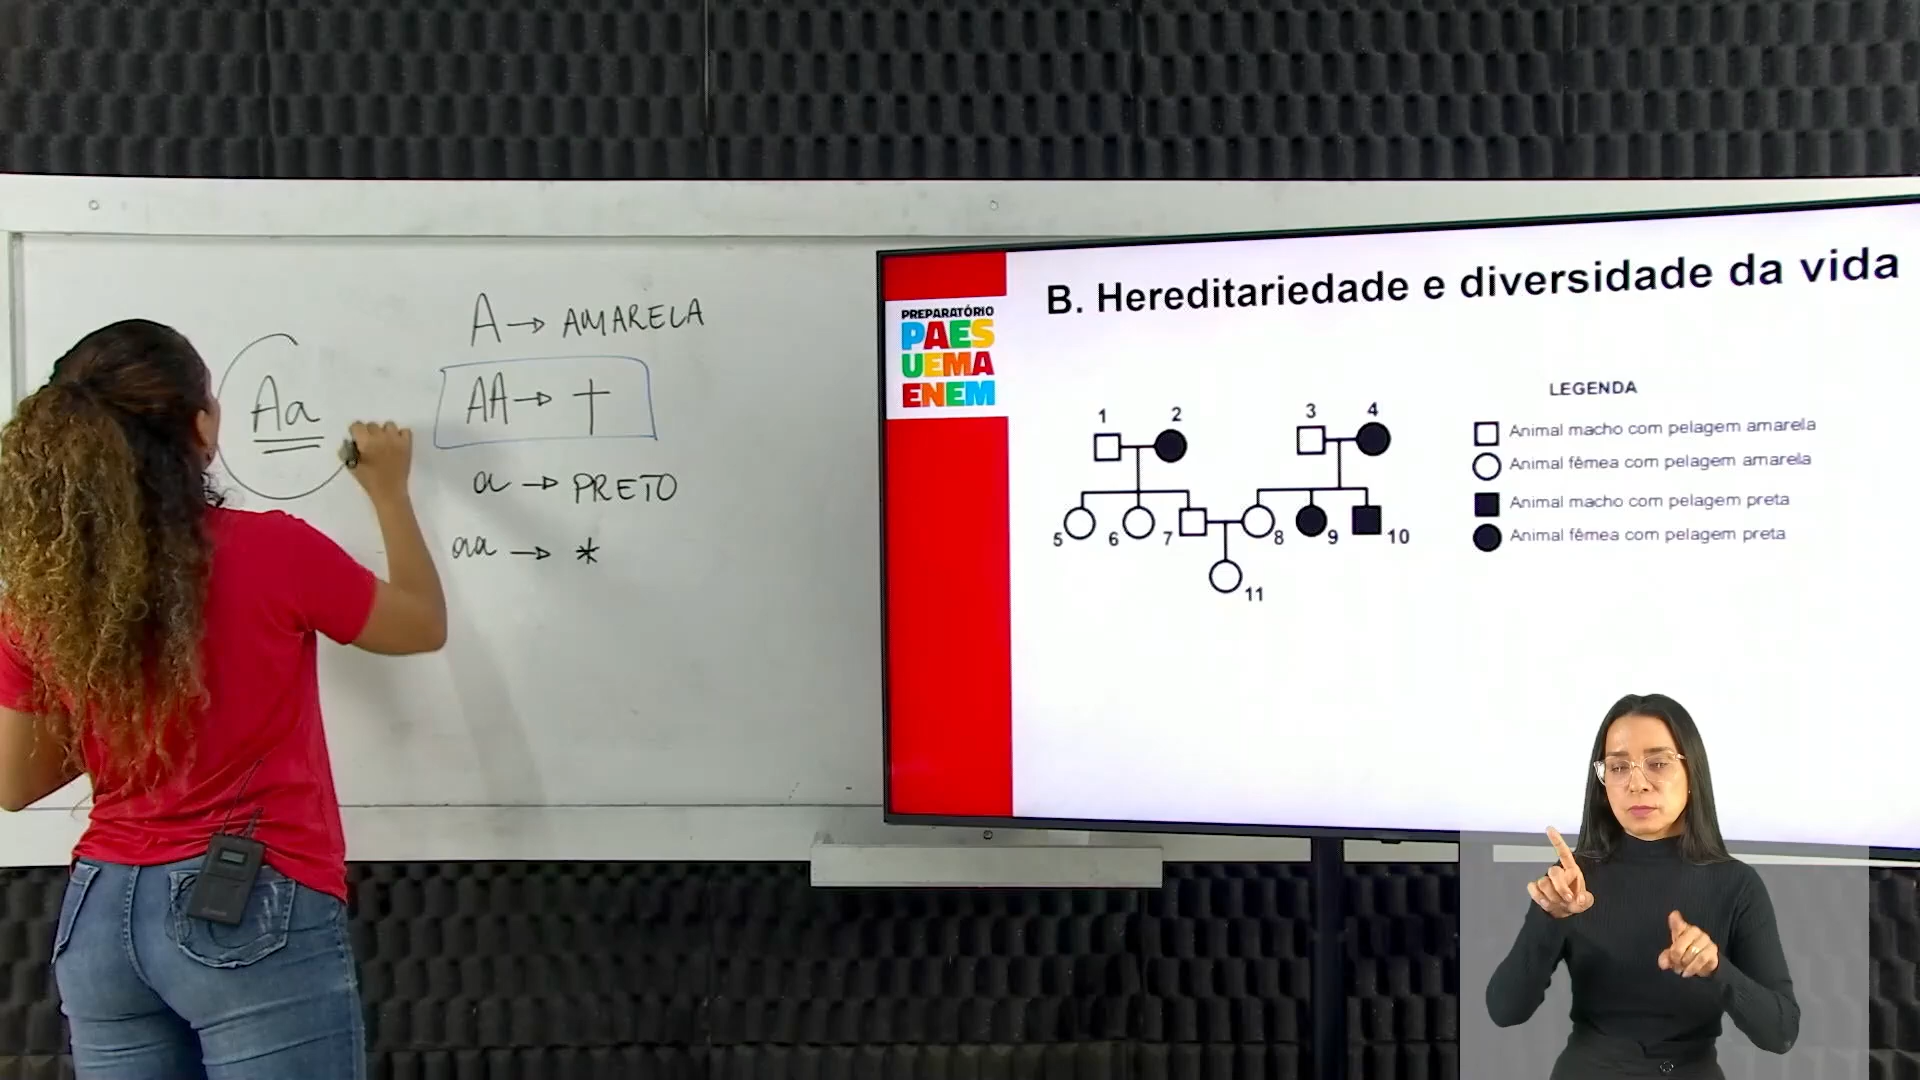 Aa
A → AMARELA
AA → †
a → PRETO
aa → *
PREPARATÓRIO
PAES
UEMA
ENEM
B. Hereditariedade e diversidade da vida
1 2 3 4
5 6 7 8 9 10
11
LEGENDA
Animal macho com pelagem amarela
Animal fêmea com pelagem amarela
Animal macho com pelagem preta
Animal fêmea com pelagem preta